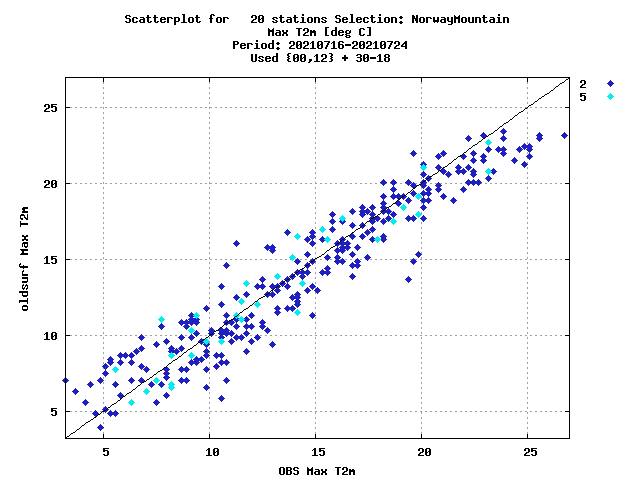 Scatterplot for   20 stations Selection: NorwayMountain
Max T2m [deg C]
Period: 20210716-20210724
Used {00,12} + 30-18
2
5
25
20
15
10
5
oldsurf Max T2m
5 10 15 20 25
OBS Max T2m